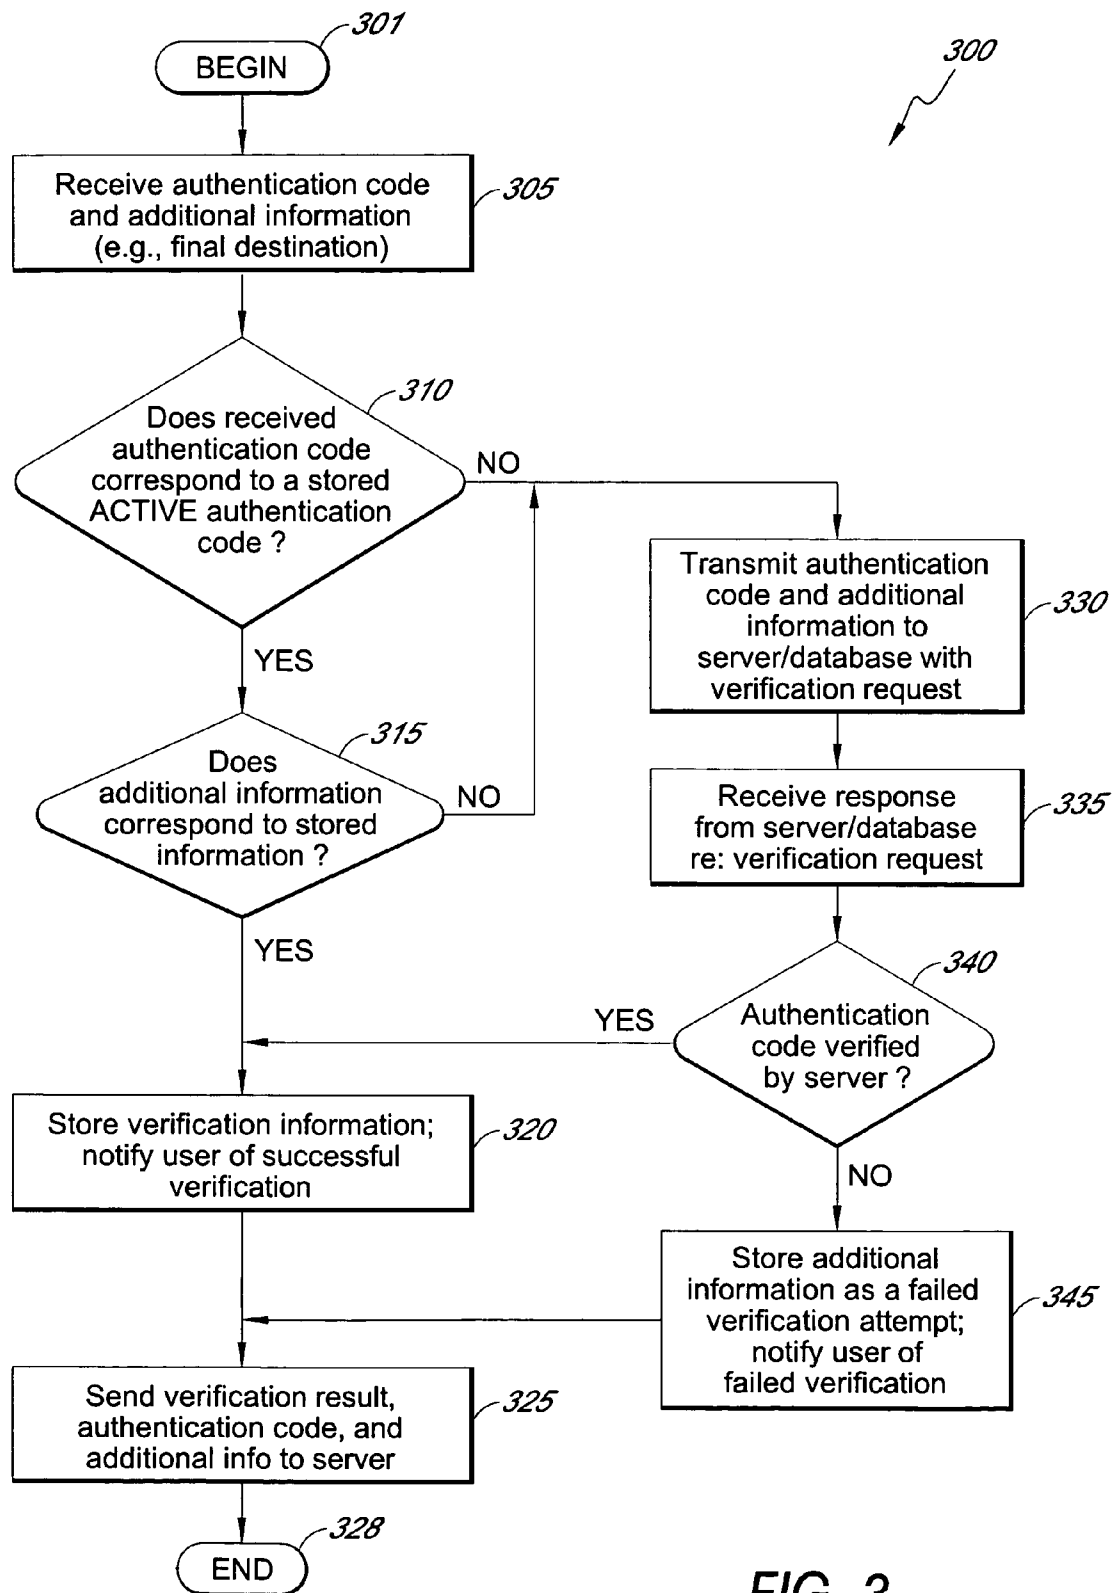 301
BEGIN
300
Receive authentication code
and additional information
(e.g., final destination)
305
310
Does received
authentication code
correspond to a stored
ACTIVE authentication
code ?
NO
YES
Transmit authentication
code and additional
information to
server/database with
verification request
330
315
Does
additional information
correspond to stored
information ?
NO
YES
Receive response
from server/database
re: verification request
335
340
Authentication
code verified
by server ?
YES
NO
Store verification information;
notify user of successful
verification
320
Store additional
information as a failed
verification attempt;
notify user of
failed verification
345
Send verification result,
authentication code, and
additional info to server
325
328
END